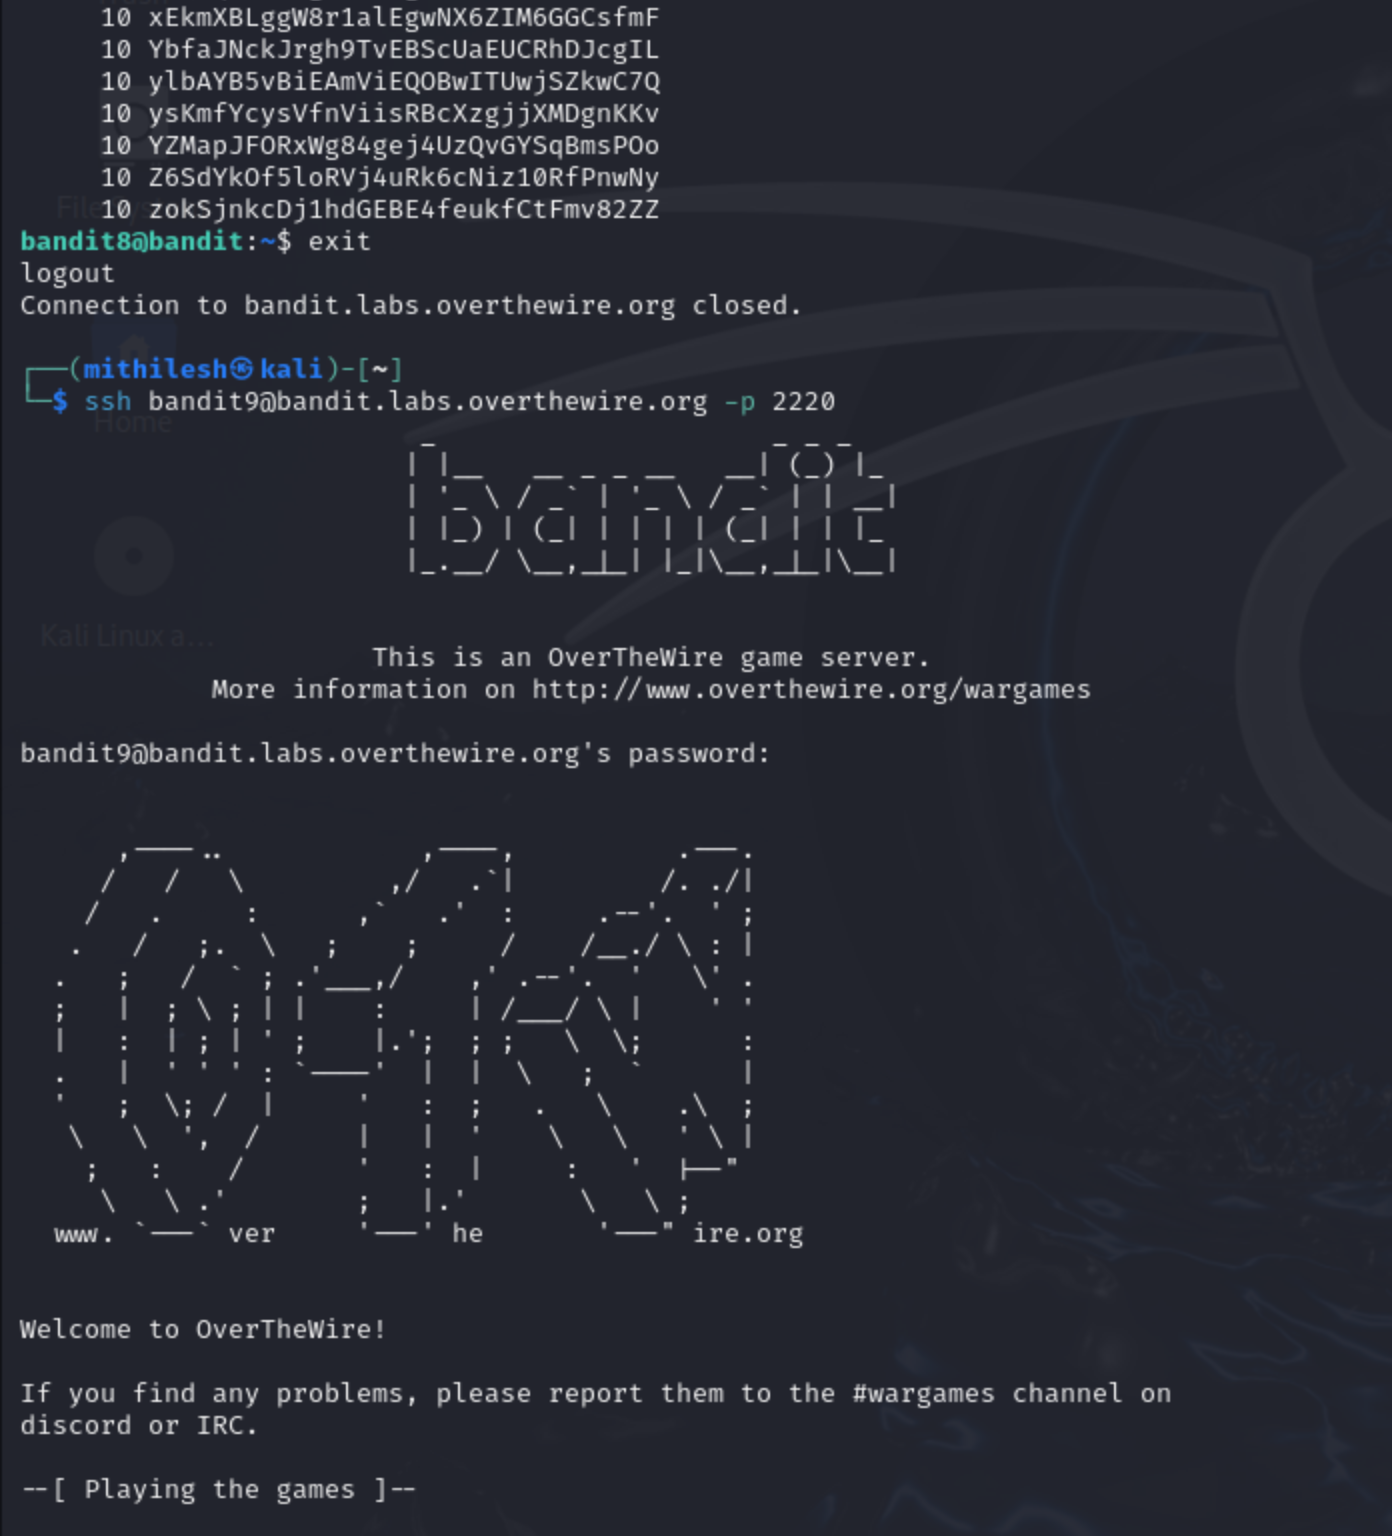 10 xEkmXBLggW8r1alEgwNX6ZIM6GGCsfmF
10 YbfaJNckJrgh9TvEBScUaEUCRhDJcgIL
10 ylbAYB5vBiEAmViEQOBwITUwjSZkwC7Q
10 ysKmfYcysVfnViisRBcXzgjjXMDgnKKv
10 YZMapJFORxWg84gej4UzQvGYSqBmsPOo
10 Z6SdYkOf5loRVj4uRk6cNiz10RfPnwNy
10 zokSjnkcDj1hdGEBE4feukfCtFmv82ZZ
bandit8@bandit:~$ exit
logout
Connection to bandit.labs.overthewire.org closed.
(mithilesh㉿kali)-[~]
$ ssh bandit9@bandit.labs.overthewire.org -p 2220
Home
bandit
Kali Linux a...
This is an OverTheWire game server.
More information on http://www.overthewire.org/wargames
bandit9@bandit.labs.overthewire.org's password:
www. ver he ire.org
Welcome to OverTheWire!
If you find any problems, please report them to the #wargames channel on
discord or IRC.
--[ Playing the games ]--